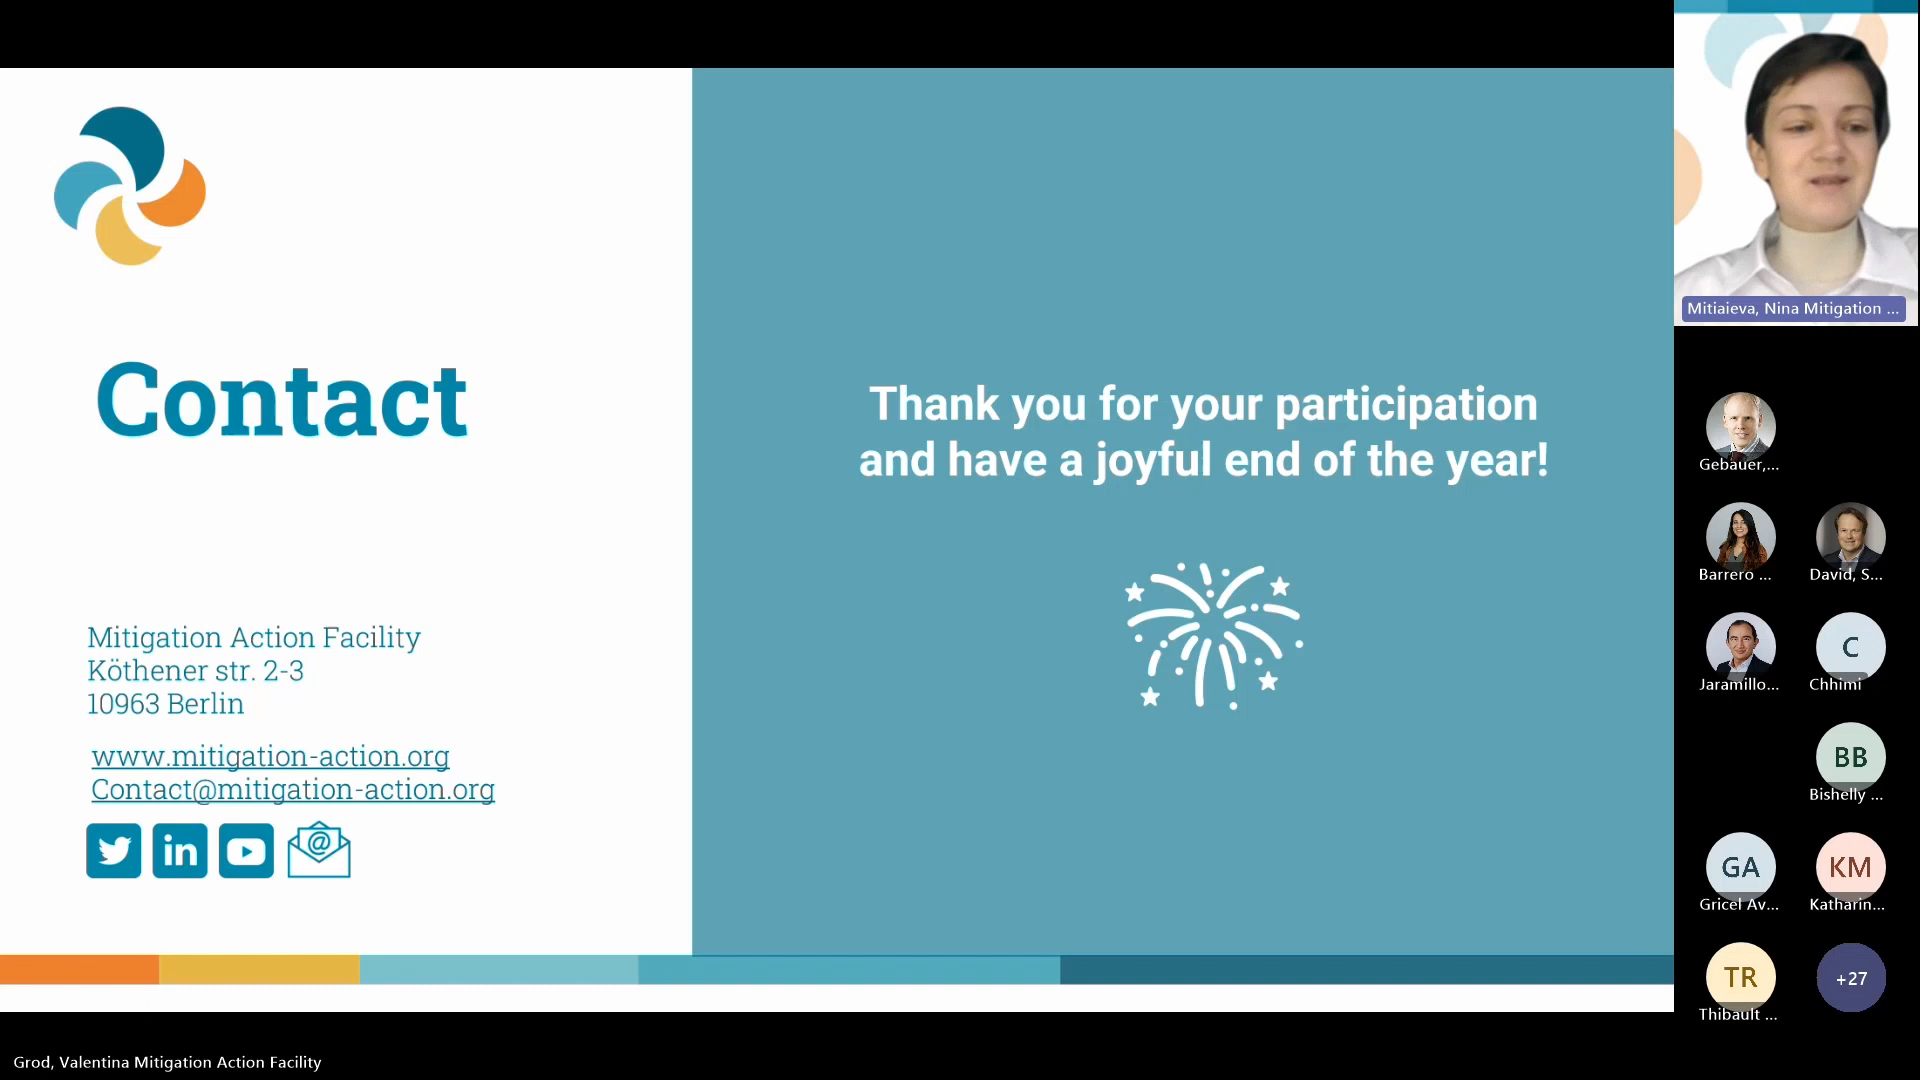 Contact
Mitigation Action Facility
Köthener str. 2-3
10963 Berlin
www.mitigation-action.org
Contact@mitigation-action.org
in
@
Thank you for your participation
and have a joyful end of the year!
Mitiaieva, Nina Mitigation ...
Gebauer,...
Barrero ...
David, S...
Jaramillo...
C
Chhimi
BB
Bishelly ...
GA
Gricel Av...
KM
Katharin...
TR
Thibault ...
+27
Grod, Valentina Mitigation Action Facility